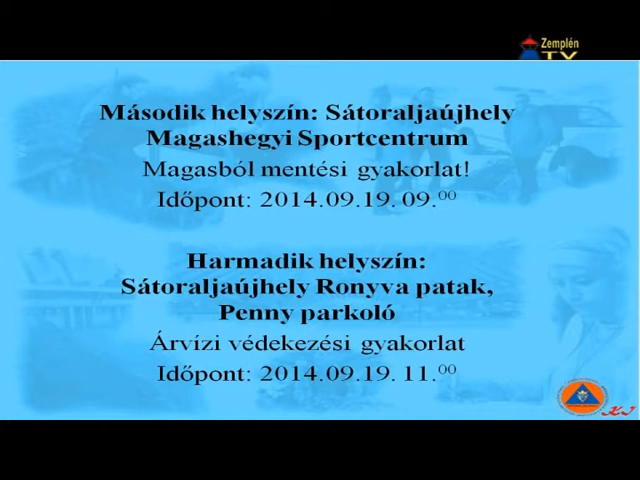 Zemplén
TV
Második helyszín: Sátoraljaújhely
Magashegyi Sportcentrum
Magasból mentési gyakorlat!
Időpont: 2014.09.19. 09.00
Harmadik helyszín:
Sátoraljaújhely Ronyva patak,
Penny parkoló
Árvízi védekezési gyakorlat
Időpont: 2014.09.19. 11.00
KJ